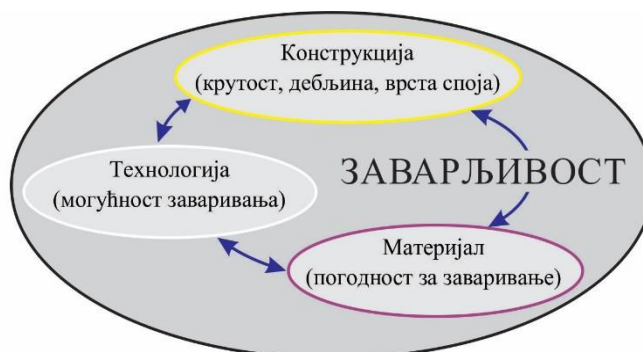 Конструкција
(крутост, дебљина, врста споја)
Технологија
(могућност заваривања)
ЗАВАРЉИВОСТ
Материјал
(погодност за заваривање)